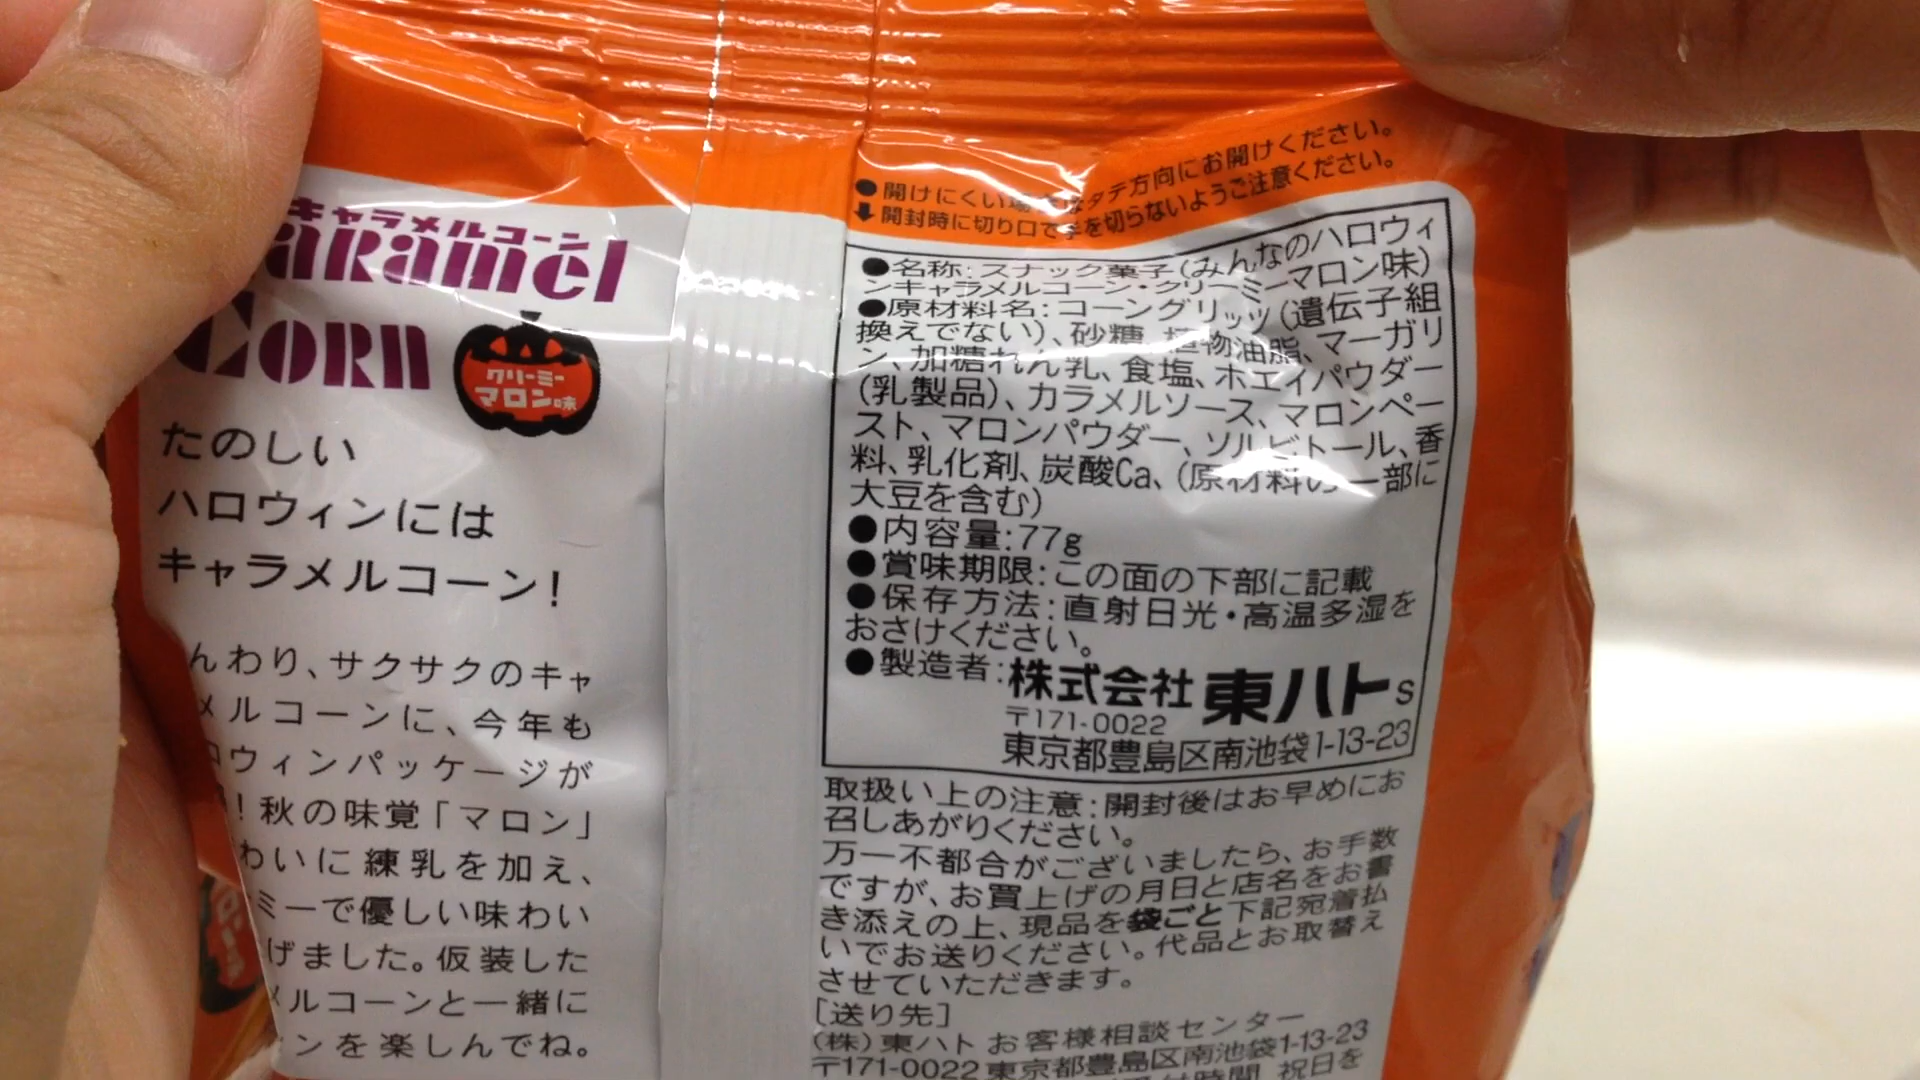 キャラメルコーン
aRamel
CoRn
クリーミー
マロン味
たのしい
ハロウィンには
キャラメルコーン!
んわり、サクサクのキャ
メルコーンに、今年も
ロウィンパッケージが
!秋の味覚「マロン」
わいに練乳を加え、
ミーで優しい味わい
げました。仮装した
メルコーンと一緒に
ンを楽しんでね。
●開けにくい場合はタテ方向にお開けください。
開封時に切り口で手を切らないようご注意ください。
●名称:スナック菓子(みんなのハロウィ
ンキャラメルコーン・クリーミーマロン味)
●原材料名:コーングリッツ(遺伝子組
換えでない)、砂糖、植物油脂、マーガリ
ン、加糖れん乳、食塩、ホエイパウダー
(乳製品)、カラメルソース、マロンペー
スト、マロンパウダー、ソルビトール、香
料、乳化剤、炭酸Ca、(原材料の一部に
大豆を含む)
●内容量:77g
●賞味期限:この面の下部に記載
●保存方法:直射日光・高温多湿を
おさけください。
●製造者:株式会社東ハト S
〒171-0022
東京都豊島区南池袋1-13-23
取扱い上の注意:開封後はお早めにお
召しあがりください。
万一不都合がございましたら、お手数
ですが、お買上げの月日と店名をお書
き添えの上、現品を袋ごと下記宛着払
いでお送りください。代品とお取替え
させていただきます。
[送り先]
(株)東ハト お客様相談センター
〒171-0022 東京都豊島区南池袋1-13-23
時間 祝日を